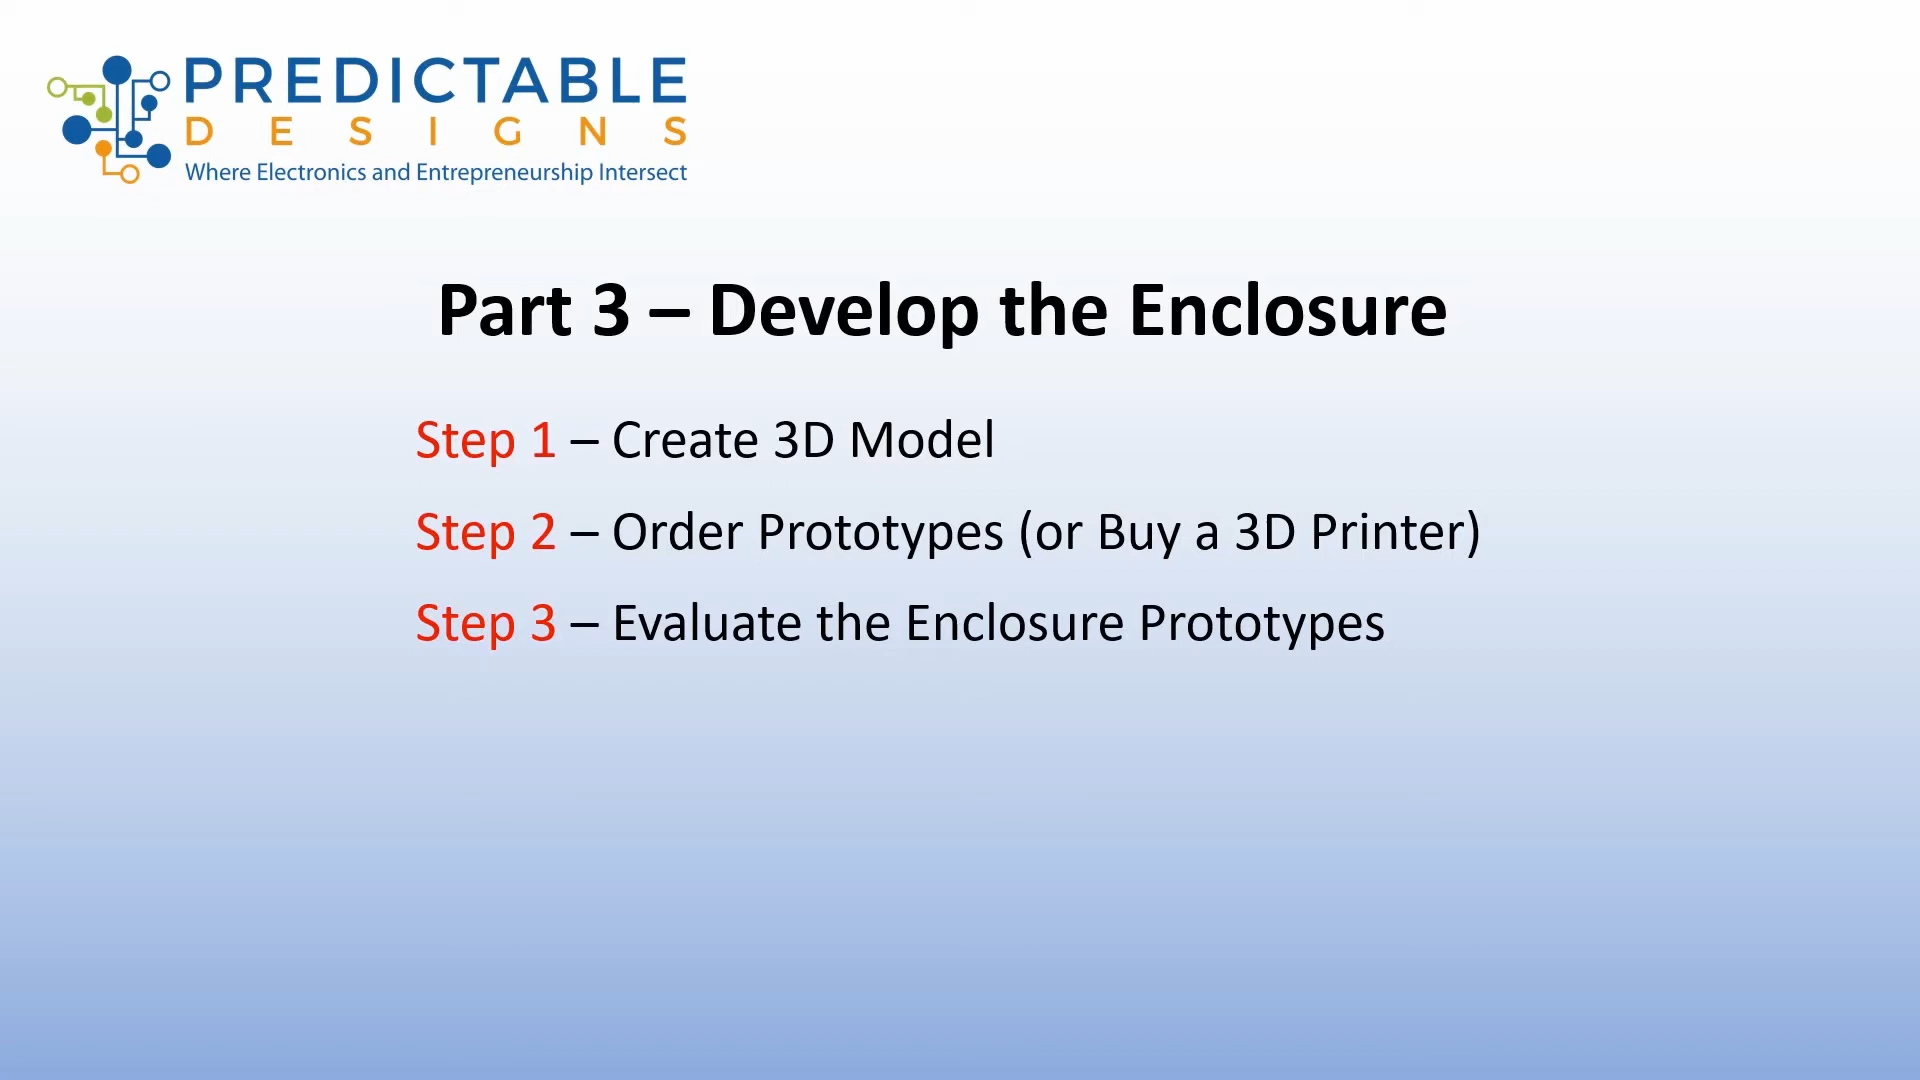 PREDICTABLE
DESIGNS
Where Electronics and Entrepreneurship Intersect
Part 3 – Develop the Enclosure
Step 1 – Create 3D Model
Step 2 – Order Prototypes (or Buy a 3D Printer)
Step 3 – Evaluate the Enclosure Prototypes